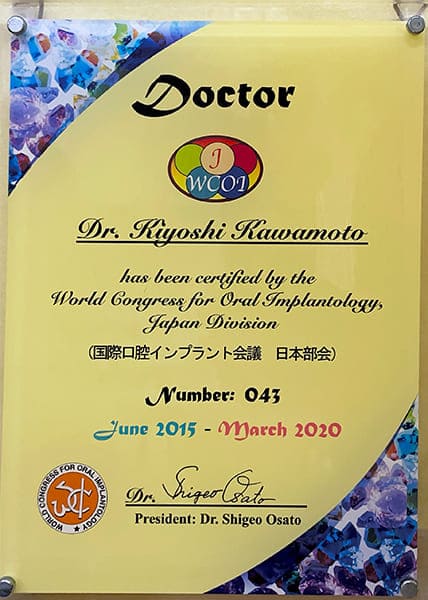 Doctor
J
WCOI
Dr. Kiyoshi Kawamoto
has been certified by the
World Congress for Oral Implantology,
Japan Division
(国際口腔インプラント会議 日本部会)
Number: 043
June 2015 - March 2020
WORLD CONGRESS FOR ORAL IMPLANTOLOGY
Dr. Shigeo Osato
President: Dr. Shigeo Osato